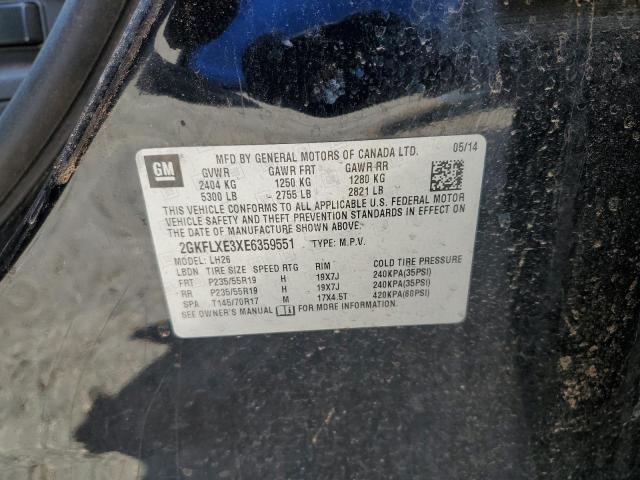 GM
MFD BY GENERAL MOTORS OF CANADA LTD. 05/14
GVWR GAWR FRT GAWR RR
2404 KG 1250 KG 1280 KG
5300 LB 2755 LB 2821 LB
THIS VEHICLE CONFORMS TO ALL APPLICABLE U.S. FEDERAL MOTOR
VEHICLE SAFETY AND THEFT PREVENTION STANDARDS IN EFFECT ON
THE DATE OF MANUFACTURE SHOWN ABOVE.
2GKFLXE3XE6359551 TYPE: M.P.V.
MODEL: LH26
LBDN TIRE SIZE SPEED RTG RIM COLD TIRE PRESSURE
FRT P235/55R19 H 19X7J 240KPA(35PSI)
RR P235/55R19 H 19X7J 240KPA(35PSI)
SPA T145/70R17 M 17X4.5T 420KPA(60PSI)
SEE OWNER'S MANUAL FOR MORE INFORMATION.